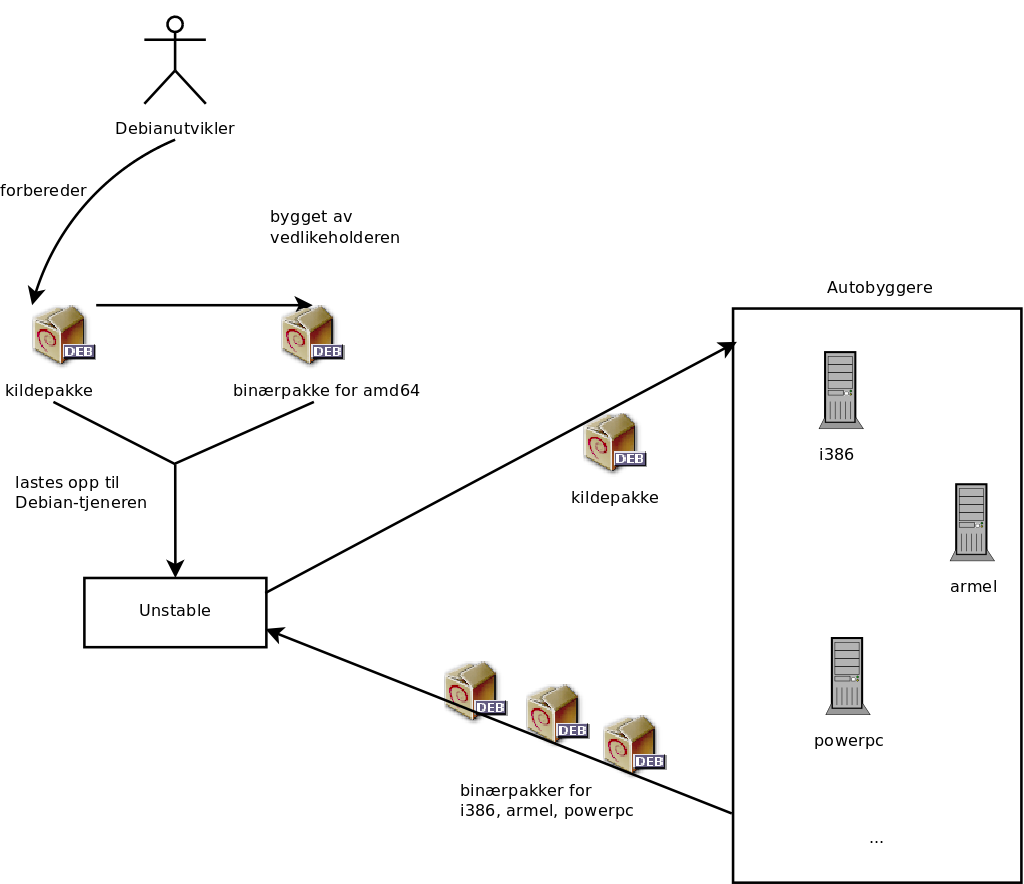 Debianutvikler
forbereder
bygget av
vedlikeholderen
DEB
DEB
kildepakke
binærpakke for amd64
lastes opp til
Debian-tjeneren
Unstable
DEB
kildepakke
Autobyggere
i386
armel
powerpc
...
DEB
DEB
DEB
binærpakker for
i386, armel, powerpc